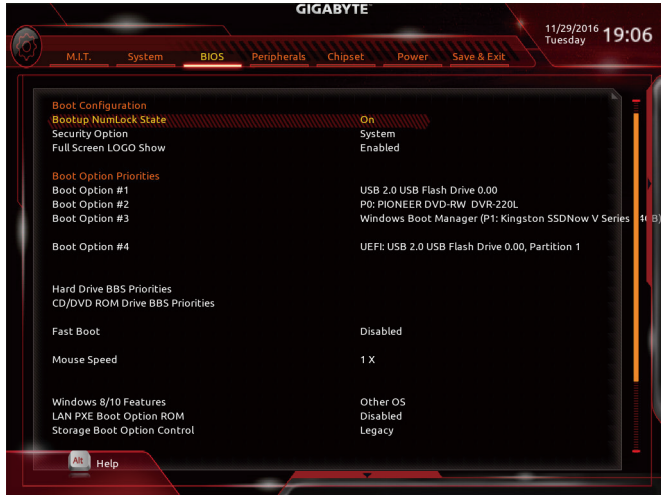 GIGABYTE™
11/29/2016 19:06
Tuesday
M.I.T. System BIOS Peripherals Chipset Power Save & Exit
Boot Configuration
Bootup NumLock State On
Security Option System
Full Screen LOGO Show Enabled
Boot Option Priorities
Boot Option #1 USB 2.0 USB Flash Drive 0.00
Boot Option #2 P0: PIONEER DVD-RW DVR-220L
Boot Option #3 Windows Boot Manager (P1: Kingston SSDNow V Series
Boot Option #4 UEFI: USB 2.0 USB Flash Drive 0.00, Partition 1
Hard Drive BBS Priorities
CD/DVD ROM Drive BBS Priorities
Fast Boot Disabled
Mouse Speed 1 X
Windows 8/10 Features Other OS
LAN PXE Boot Option ROM Disabled
Storage Boot Option Control Legacy
Alt Help